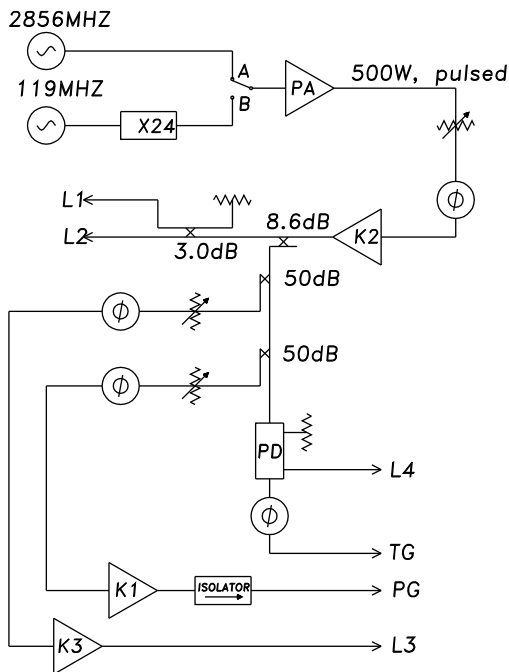 2856MHZ
119MHZ
A
B
X24
PA
500W, pulsed
ϕ
L1
L2
3.0dB
8.6dB
K2
50dB
ϕ
50dB
ϕ
PD
L4
ϕ
TG
K1
ISOLATOR
PG
K3
L3